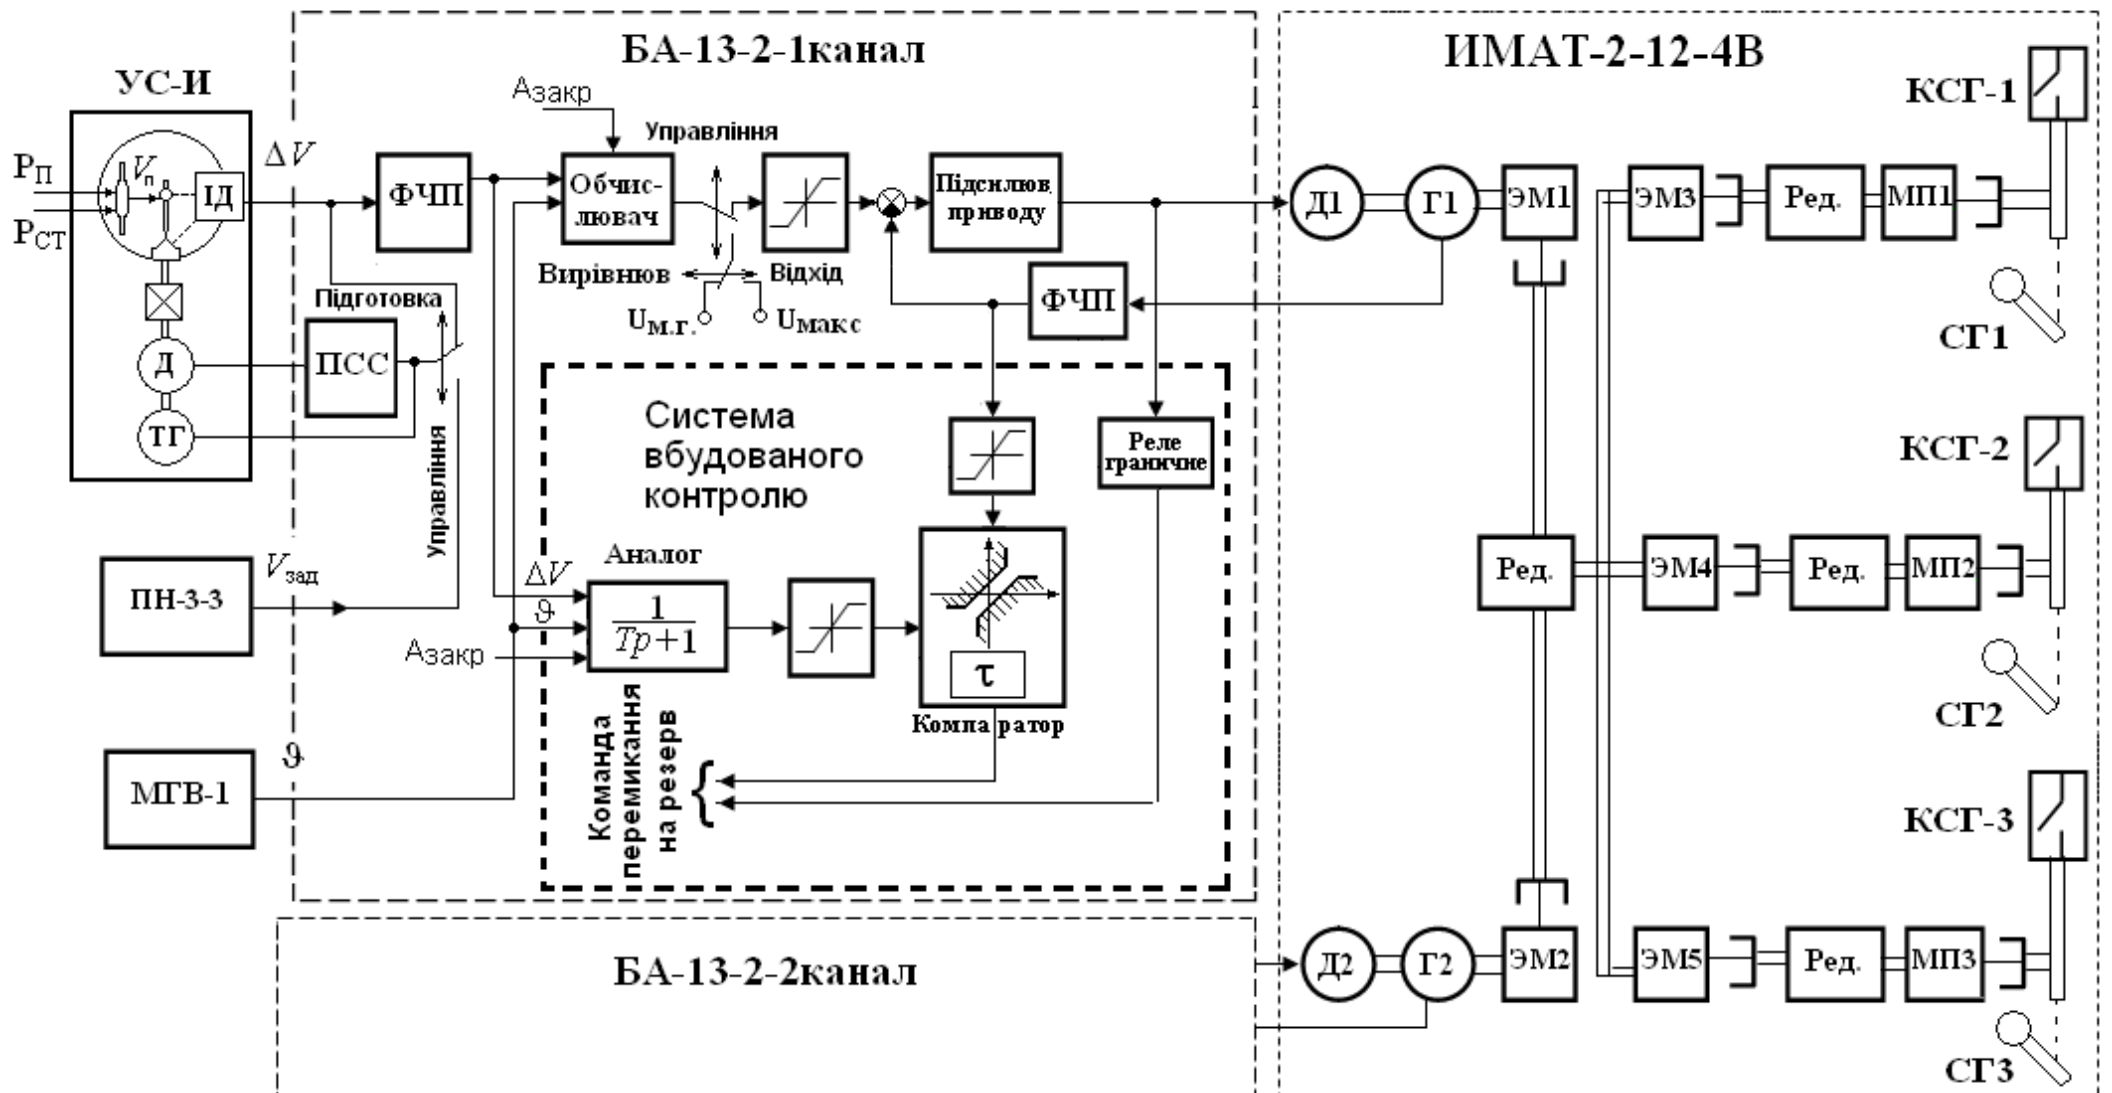 БА-13-2-1канал
ИМАТ-2-12-4В
УС-И
КСГ-1
Азакр
Управління
РП
Vп
ІД
ΔV
ФЧП
Обчис-
лювач
Підсилюв
приводу
Д1
Г1
ЭМ1
ЭМ3
Ред.
МП1
РСТ
Вирівнюв
Відхід
ФЧП
Підготовка
Uм.г.
Uмакс
СГ1
Д
ПСС
ТГ
Управління
Система
вбудованого
контролю
Реле
граничне
КСГ-2
ПН-3-3
Vзад
Аналог
ΔV
ϑ
1
Tp+1
Азакр
τ
Компаратор
Ред.
ЭМ4
Ред.
МП2
СГ2
МГВ-1
ϑ
Команда
перемикання
на резерв
КСГ-3
БА-13-2-2канал
Д2
Г2
ЭМ2
ЭМ5
Ред.
МП3
СГ3